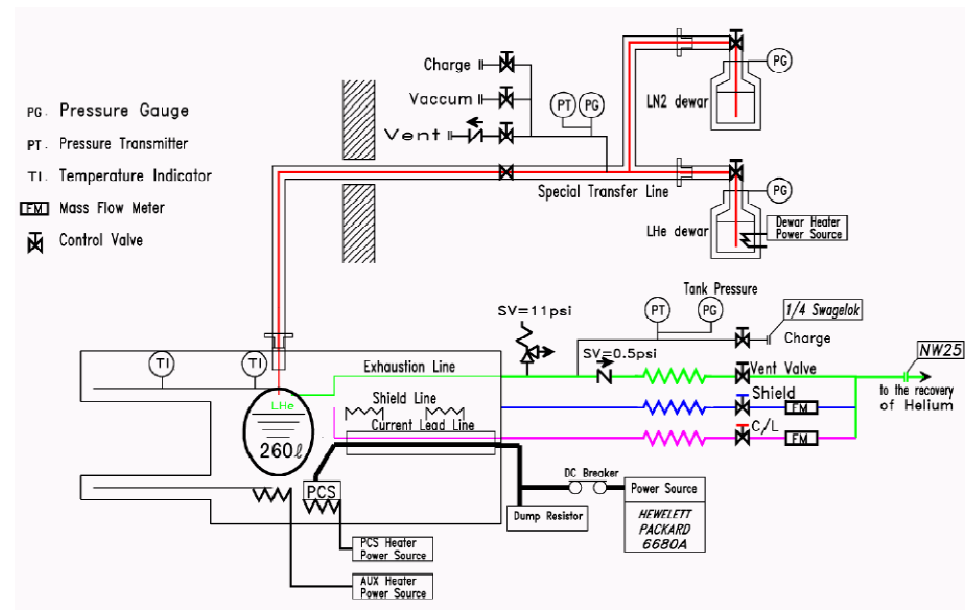 PG. Pressure Gauge
PT. Pressure Transmitter
TI. Temperature Indicator
FM Mass Flow Meter
Control Valve
Charge
Vaccum
Vent
PT
PG
PG
LN2 dewar
Special Transfer Line
PG
LHe dewar
Dewar Heater
Power Source
Tank Pressure
SV=11psi
PT
PG
1/4 Swagelok
Charge
SV=0.5psi
NW25
TI
TI
Exhaustion Line
Vent Valve
to the recovery
of Helium
LHe
Shield Line
Shield
FM
Current Lead Line
C/L
FM
260ℓ
PCS
DC Breaker
Power Source
Dump Resistor
HEWELETT
PACKARD
6680A
PCS Heater
Power Source
AUX Heater
Power Source